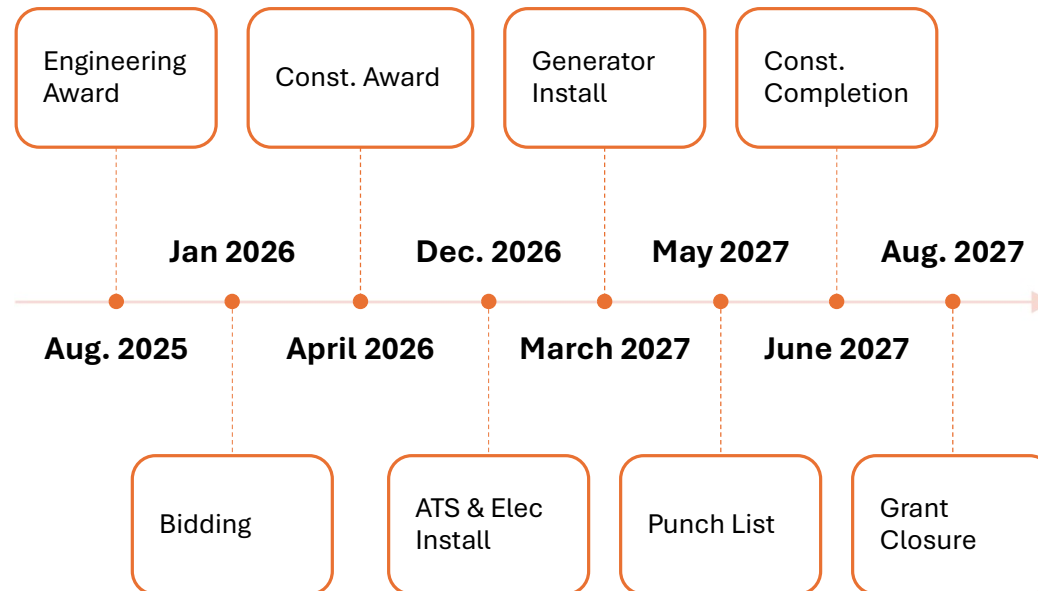 Engineering
Award
Const. Award
Generator
Install
Const.
Completion
Jan 2026
Dec. 2026
May 2027
Aug. 2027
Aug. 2025
April 2026
March 2027
June 2027
Bidding
ATS & Elec
Install
Punch List
Grant
Closure